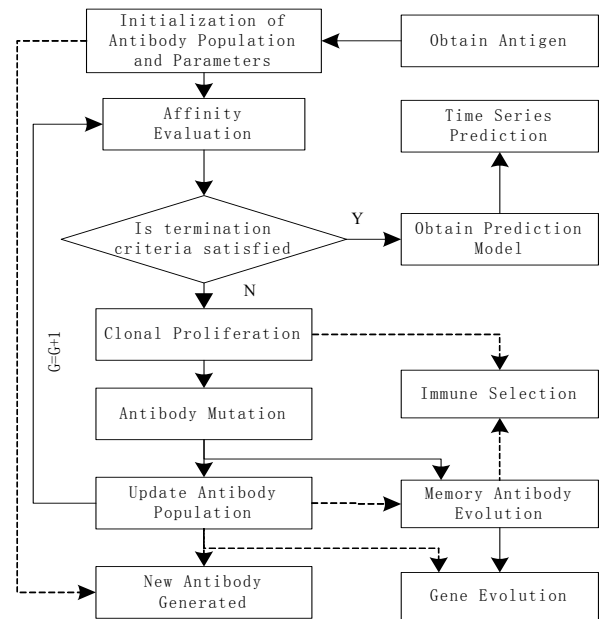 Initialization of
Antibody Population
and Parameters
Obtain Antigen
Affinity
Evaluation
Time Series
Prediction
Is termination
criteria satisfied
Y
Obtain Prediction
Model
N
Clonal Proliferation
G=G+1
Immune Selection
Antibody Mutation
Update Antibody
Population
Memory Antibody
Evolution
New Antibody
Generated
Gene Evolution